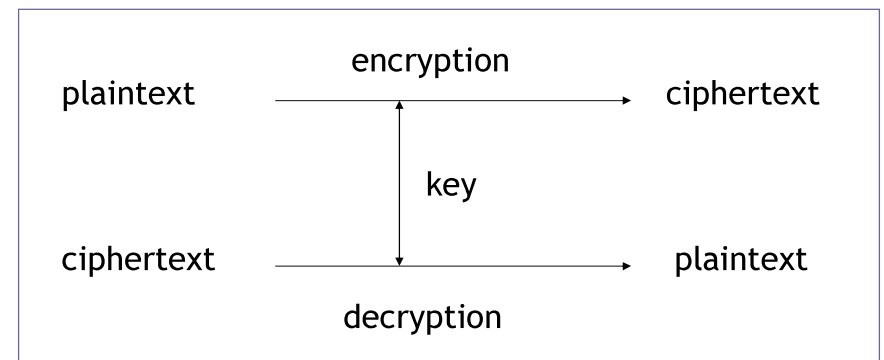 encryption
plaintext ciphertext
key
ciphertext plaintext
decryption